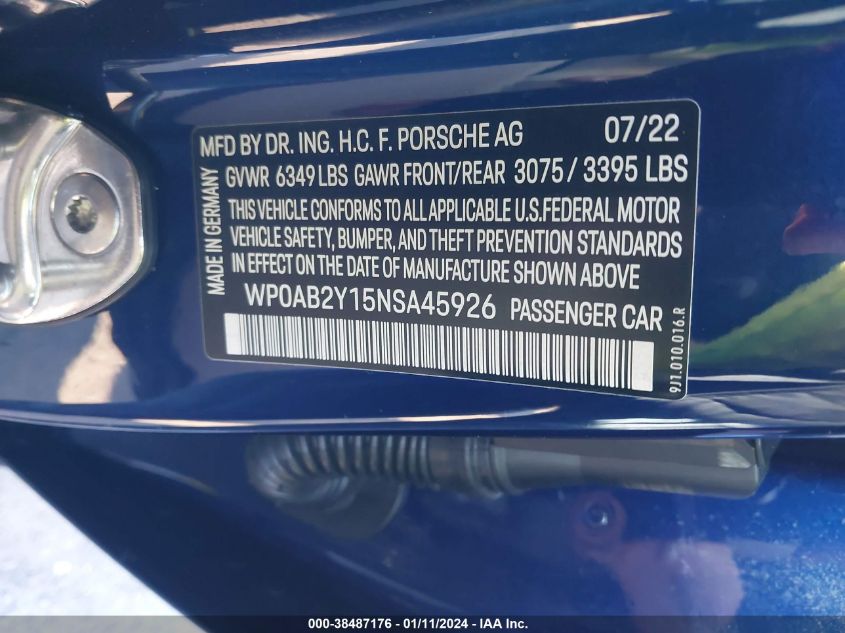 MFD BY DR. ING. H.C. F. PORSCHE AG 07/22
GVWR 6349 LBS GAWR FRONT/REAR 3075 / 3395 LBS
THIS VEHICLE CONFORMS TO ALL APPLICABLE U.S.FEDERAL MOTOR
VEHICLE SAFETY, BUMPER, AND THEFT PREVENTION STANDARDS
IN EFFECT ON THE DATE OF MANUFACTURE SHOWN ABOVE
WP0AB2Y15NSA45926 PASSENGER CAR
MADE IN GERMANY
9J1.010.016.R
000-38487176 - 01/11/2024 - IAA Inc.